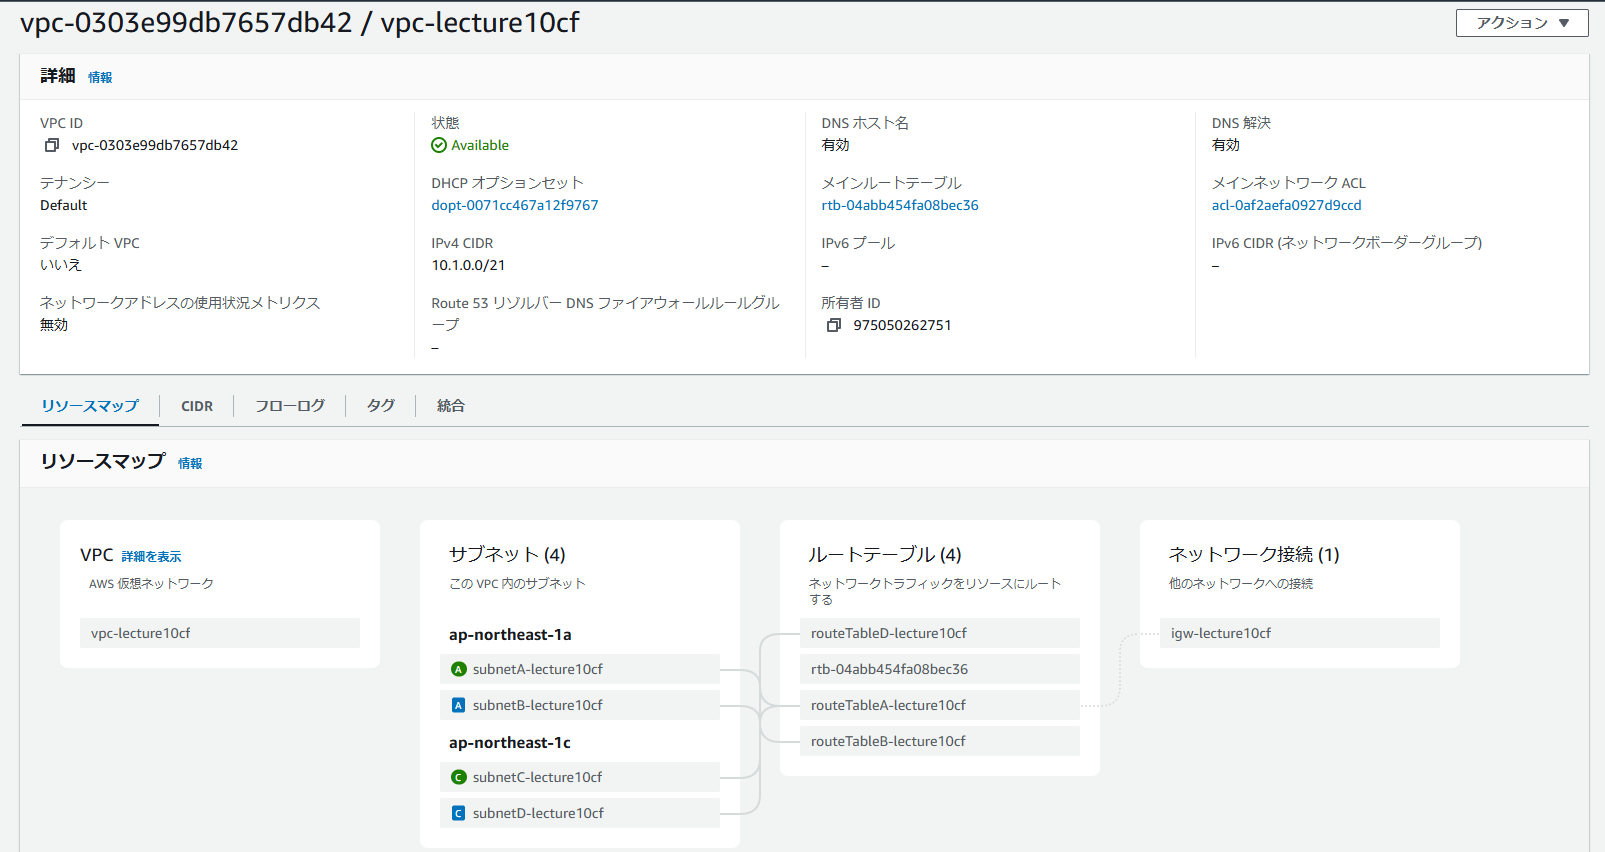 vpc-0303e99db7657db42 / vpc-lecture10cf
アクション ▼
詳細 情報
VPC ID
vpc-0303e99db7657db42
状態
Available
DNS ホスト名
有効
DNS 解決
有効
テナンシー
Default
DHCP オプションセット
dopt-0071cc467a12f9767
メインルートテーブル
rtb-04abb454fa08bec36
メインネットワーク ACL
acl-0af2aefa0927d9ccd
デフォルト VPC
いいえ
IPv4 CIDR
10.1.0.0/21
IPv6 プール
–
IPv6 CIDR (ネットワークボーダーグループ)
–
ネットワークアドレスの使用状況メトリクス
無効
Route 53 リゾルバー DNS ファイアウォールルールグル
ープ
–
所有者 ID
975050262751
リソースマップ
CIDR
フローログ
タグ
統合
リソースマップ 情報
VPC 詳細を表示
AWS 仮想ネットワーク
vpc-lecture10cf
サブネット (4)
この VPC 内のサブネット
ap-northeast-1a
A subnetA-lecture10cf
A subnetB-lecture10cf
ap-northeast-1c
C subnetC-lecture10cf
C subnetD-lecture10cf
ルートテーブル (4)
ネットワークトラフィックをリソースにルート
する
routeTableD-lecture10cf
rtb-04abb454fa08bec36
routeTableA-lecture10cf
routeTableB-lecture10cf
ネットワーク接続 (1)
他のネットワークへの接続
igw-lecture10cf